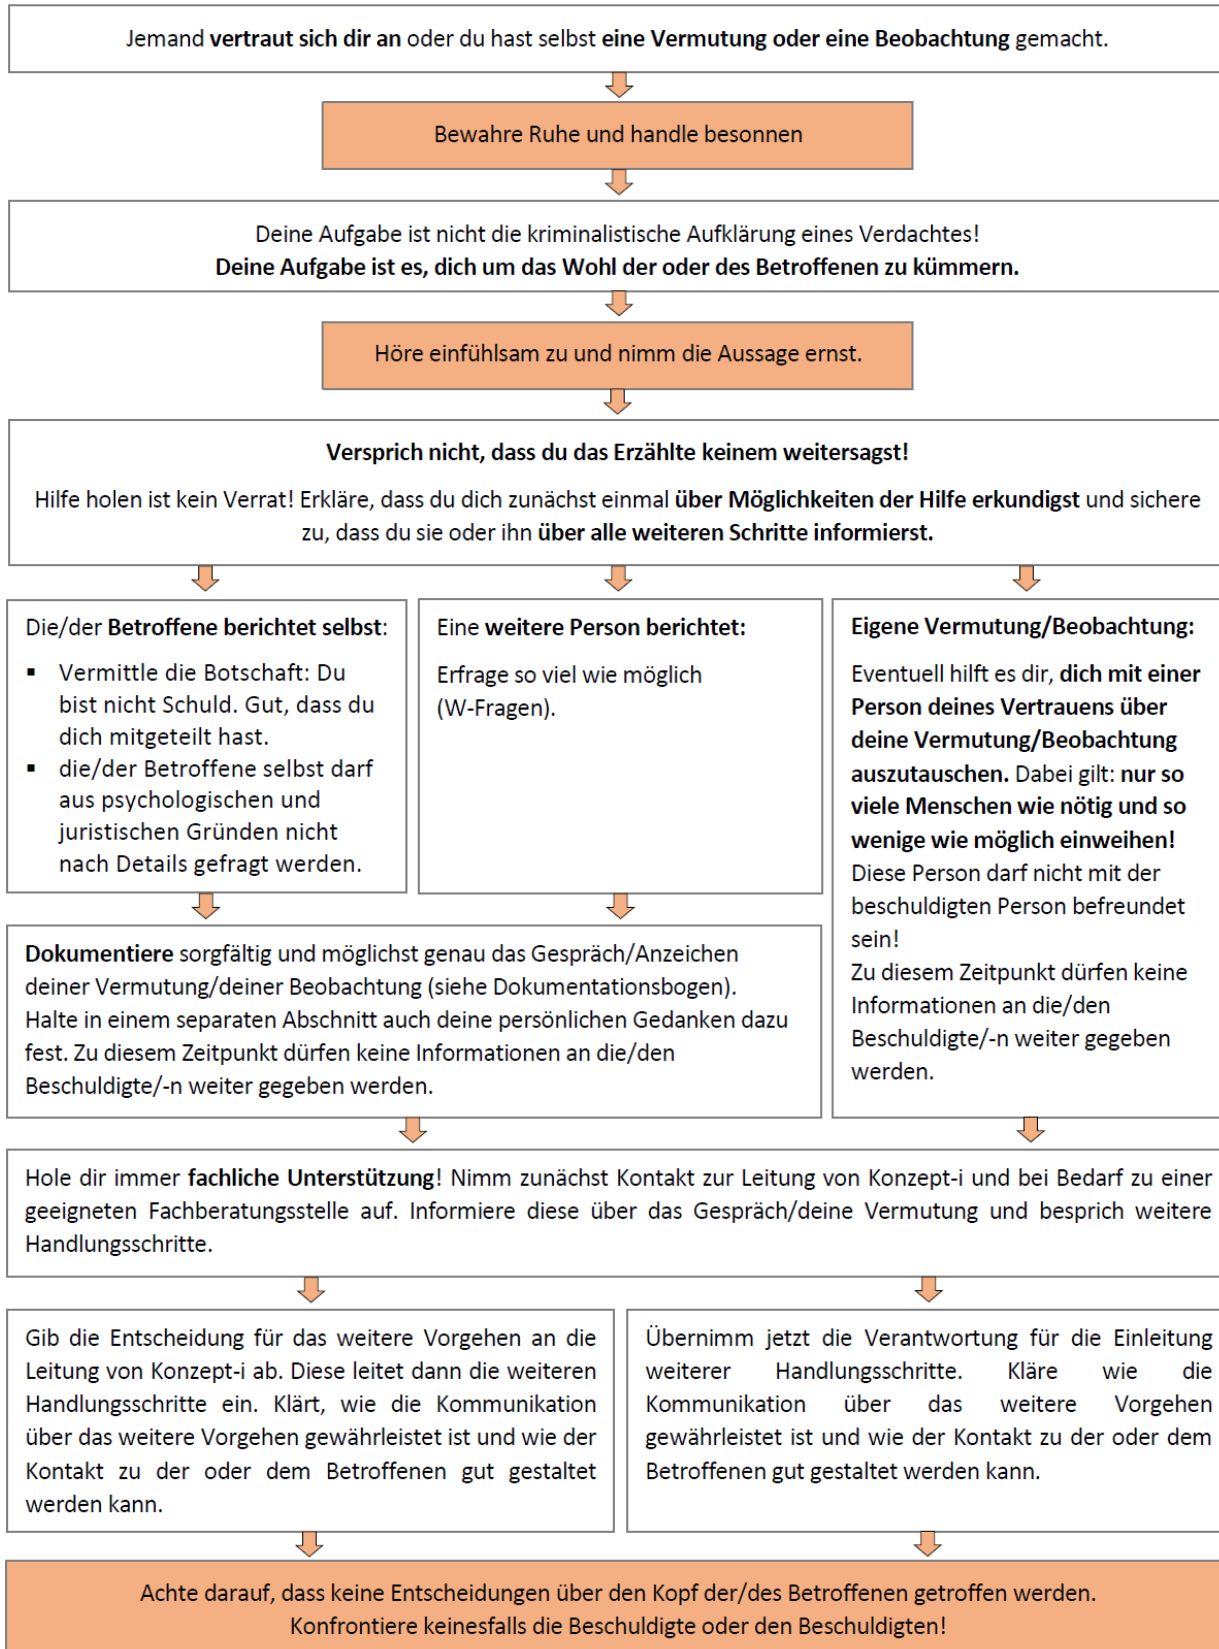 Jemand vertraut sich dir an oder du hast selbst eine Vermutung oder eine Beobachtung gemacht.
Bewahre Ruhe und handle besonnen
Deine Aufgabe ist nicht die kriminalistische Aufklärung eines Verdachtes!
Deine Aufgabe ist es, dich um das Wohl der oder des Betroffenen zu kümmern.
Höre einfühlsam zu und nimm die Aussage ernst.
Versprich nicht, dass du das Erzählte keinem weitersagst!
Hilfe holen ist kein Verrat! Erkläre, dass du dich zunächst einmal über Möglichkeiten der Hilfe erkundigst und sichere
zu, dass du sie oder ihn über alle weiteren Schritte informierst.
Die/der Betroffene berichtet selbst:
▪ Vermittle die Botschaft: Du
bist nicht Schuld. Gut, dass du
dich mitgeteilt hast.
▪ die/der Betroffene selbst darf
aus psychologischen und
juristischen Gründen nicht
nach Details gefragt werden.
Eine weitere Person berichtet:
Erfrage so viel wie möglich
(W-Fragen).
Eigene Vermutung/Beobachtung:
Eventuell hilft es dir, dich mit einer
Person deines Vertrauens über
deine Vermutung/Beobachtung
auszutauschen. Dabei gilt: nur so
viele Menschen wie nötig und so
wenige wie möglich einweihen!
Diese Person darf nicht mit der
beschuldigten Person befreundet
sein!
Zu diesem Zeitpunkt dürfen keine
Informationen an die/den
Beschuldigte/-n weiter gegeben
werden.
Dokumentiere sorgfältig und möglichst genau das Gespräch/Anzeichen
deiner Vermutung/deiner Beobachtung (siehe Dokumentationsbogen).
Halte in einem separaten Abschnitt auch deine persönlichen Gedanken dazu
fest. Zu diesem Zeitpunkt dürfen keine Informationen an die/den
Beschuldigte/-n weiter gegeben werden.
Hole dir immer fachliche Unterstützung! Nimm zunächst Kontakt zur Leitung von Konzept-i und bei Bedarf zu einer
geeigneten Fachberatungsstelle auf. Informiere diese über das Gespräch/deine Vermutung und besprich weitere
Handlungsschritte.
Gib die Entscheidung für das weitere Vorgehen an die
Leitung von Konzept-i ab. Diese leitet dann die weiteren
Handlungsschritte ein. Klärt, wie die Kommunikation
über das weitere Vorgehen gewährleistet ist und wie der
Kontakt zu der oder dem Betroffenen gut gestaltet
werden kann.
Übernimm jetzt die Verantwortung für die Einleitung
weiterer Handlungsschritte. Kläre wie die
Kommunikation über das weitere Vorgehen
gewährleistet ist und wie der Kontakt zu der oder dem
Betroffenen gut gestaltet werden kann.
Achte darauf, dass keine Entscheidungen über den Kopf der/des Betroffenen getroffen werden.
Konfrontiere keinesfalls die Beschuldigte oder den Beschuldigten!